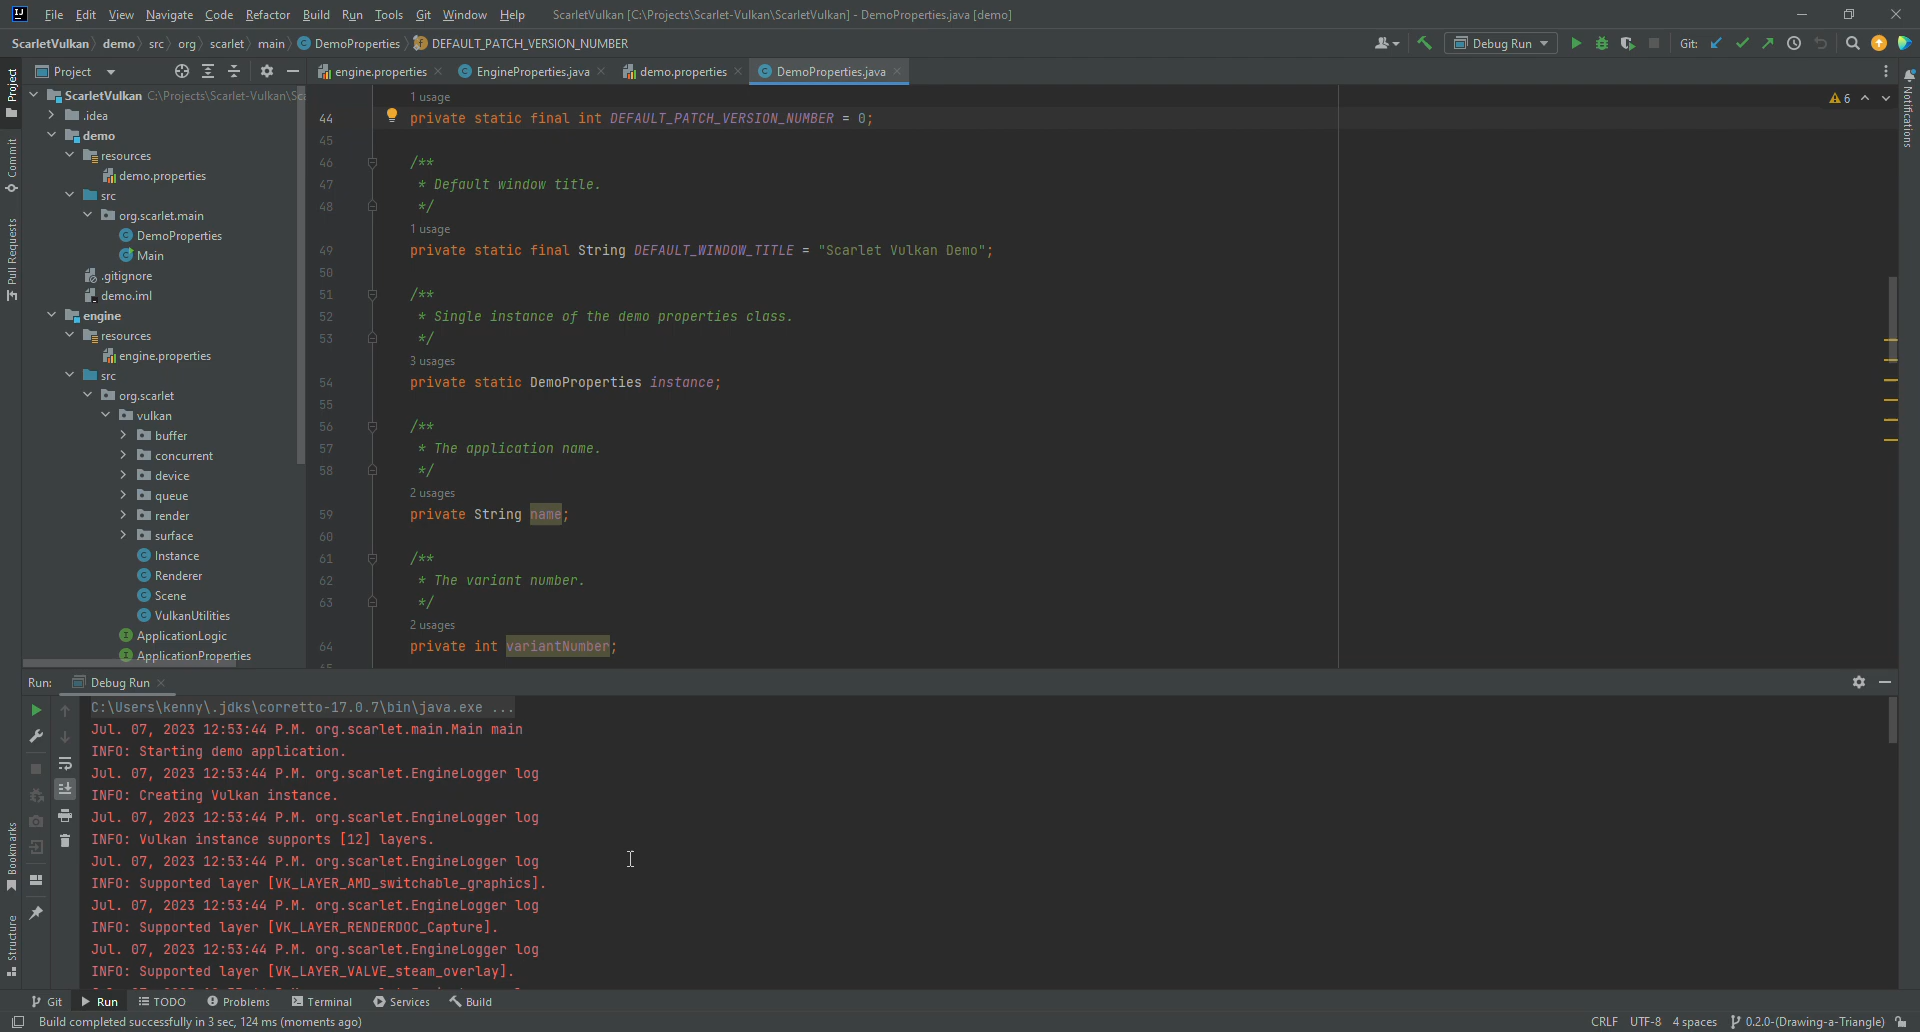 File Edit View Navigate Code Refactor Build Run Tools Git Window Help ScarletVulkan [C:\Projects\Scarlet-Vulkan\ScarletVulkan] - DemoProperties.java [demo]
ScarletVulkan demo src org scarlet main DemoProperties DEFAULT_PATCH_VERSION_NUMBER Debug Run Git:
Project
Commit
Pull Requests
Bookmarks
Structure
Notifications
Project
ScarletVulkan C:\Projects\Scarlet-Vulkan\Sc
.idea
demo
resources
demo.properties
src
org.scarlet.main
DemoProperties
Main
.gitignore
demo.iml
engine
resources
engine.properties
src
org.scarlet
vulkan
buffer
concurrent
device
queue
render
surface
Instance
Renderer
Scene
VulkanUtilities
ApplicationLogic
ApplicationProperties
engine.properties EngineProperties.java demo.properties DemoProperties.java
6
1 usage
44 private static final int DEFAULT_PATCH_VERSION_NUMBER = 0;
45
46 /**
47 * Default window title.
48 */
1 usage
49 private static final String DEFAULT_WINDOW_TITLE = "Scarlet Vulkan Demo";
50
51 /**
52 * Single instance of the demo properties class.
53 */
3 usages
54 private static DemoProperties instance;
55
56 /**
57 * The application name.
58 */
2 usages
59 private String name;
60
61 /**
62 * The variant number.
63 */
2 usages
64 private int variantNumber;
Run: Debug Run
C:\Users\kenny\.jdks\corretto-17.0.7\bin\java.exe ...
Jul. 07, 2023 12:53:44 P.M. org.scarlet.main.Main main
INFO: Starting demo application.
Jul. 07, 2023 12:53:44 P.M. org.scarlet.EngineLogger log
INFO: Creating Vulkan instance.
Jul. 07, 2023 12:53:44 P.M. org.scarlet.EngineLogger log
INFO: Vulkan instance supports [12] layers.
Jul. 07, 2023 12:53:44 P.M. org.scarlet.EngineLogger log
INFO: Supported layer [VK_LAYER_AMD_switchable_graphics].
Jul. 07, 2023 12:53:44 P.M. org.scarlet.EngineLogger log
INFO: Supported layer [VK_LAYER_RENDERDOC_Capture].
Jul. 07, 2023 12:53:44 P.M. org.scarlet.EngineLogger log
INFO: Supported layer [VK_LAYER_VALVE_steam_overlay].
Git Run TODO Problems Terminal Services Build
Build completed successfully in 3 sec, 124 ms (moments ago) CRLF UTF-8 4 spaces 0.2.0-(Drawing-a-Triangle)